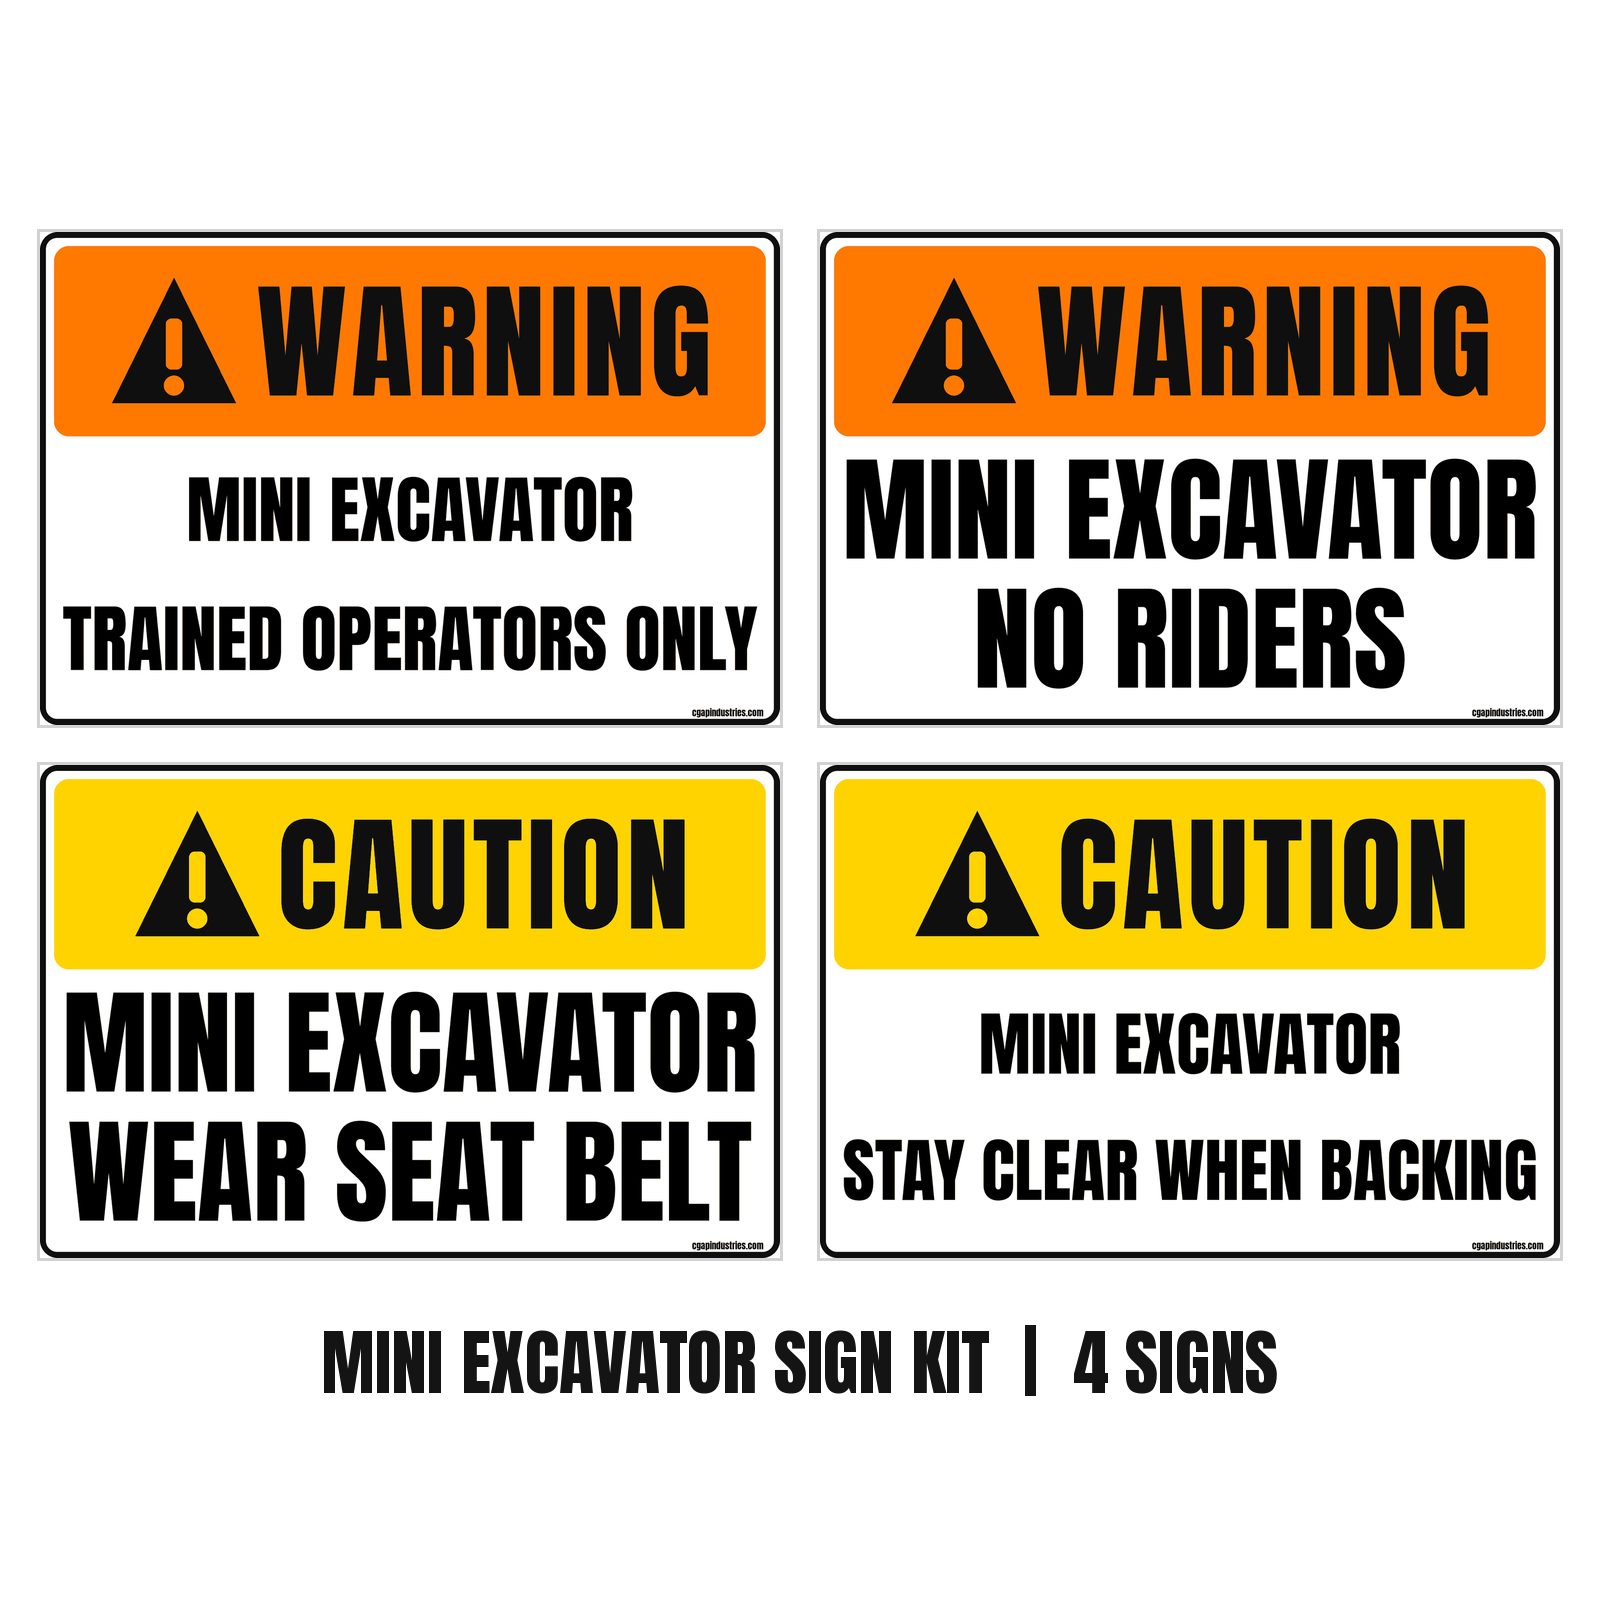 WARNING
MINI EXCAVATOR
TRAINED OPERATORS ONLY
cgapindustries.com
WARNING
MINI EXCAVATOR
NO RIDERS
cgapindustries.com
CAUTION
MINI EXCAVATOR
WEAR SEAT BELT
cgapindustries.com
CAUTION
MINI EXCAVATOR
STAY CLEAR WHEN BACKING
cgapindustries.com
MINI EXCAVATOR SIGN KIT | 4 SIGNS